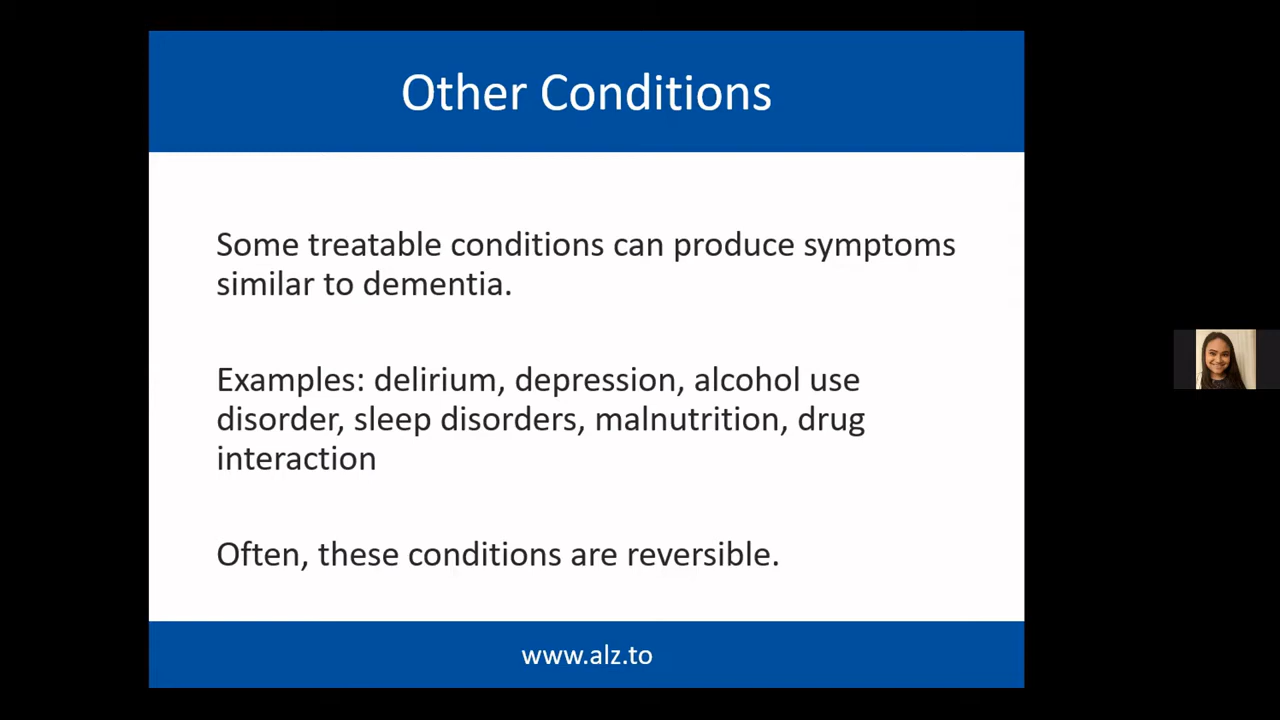 Other Conditions
Some treatable conditions can produce symptoms
similar to dementia.
Examples: delirium, depression, alcohol use
disorder, sleep disorders, malnutrition, drug
interaction
Often, these conditions are reversible.
www.alz.to